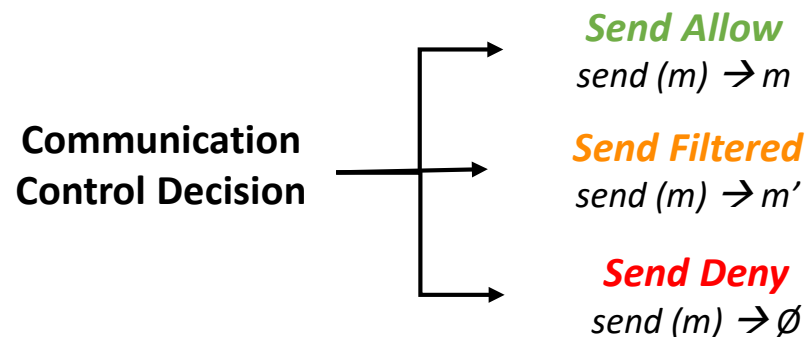 Send Allow
send (m) → m
Communication
Control Decision
Send Filtered
send (m) → m’
Send Deny
send (m) → Ø